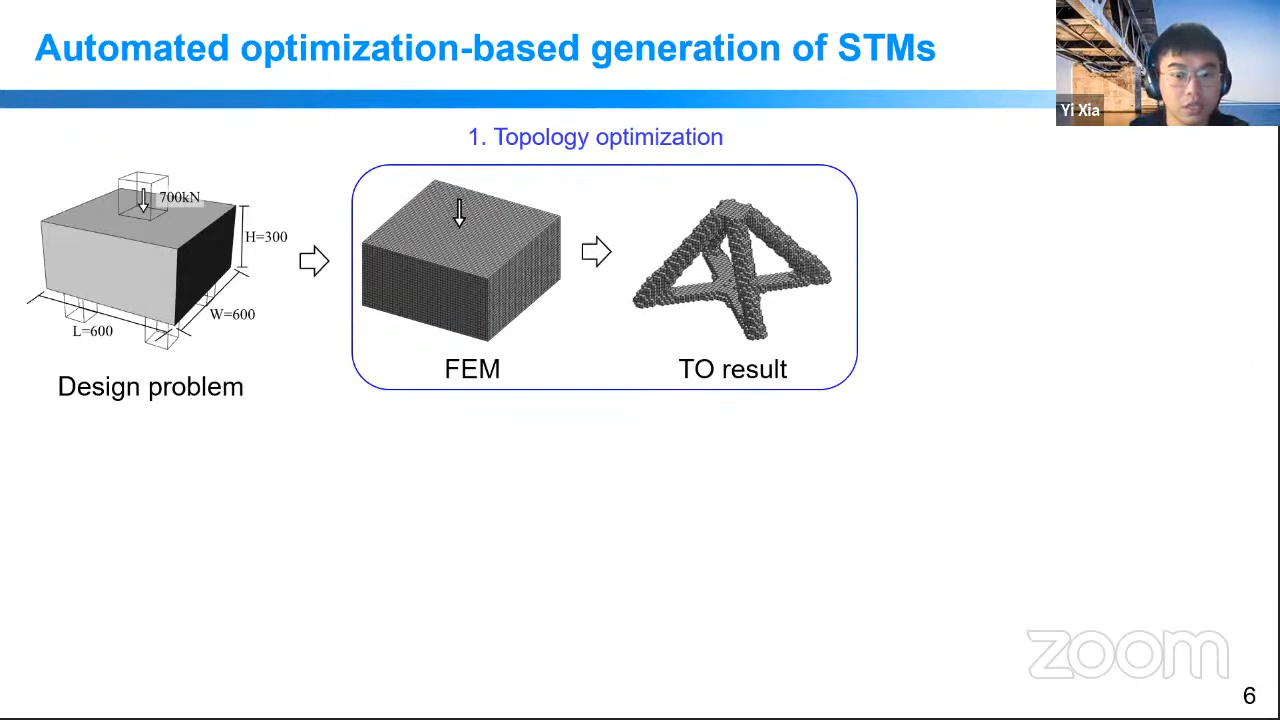 Automated optimization-based generation of STMs
Yi Xia
1. Topology optimization
700kN
H=300
W=600
L=600
Design problem
FEM
TO result
zoom
6